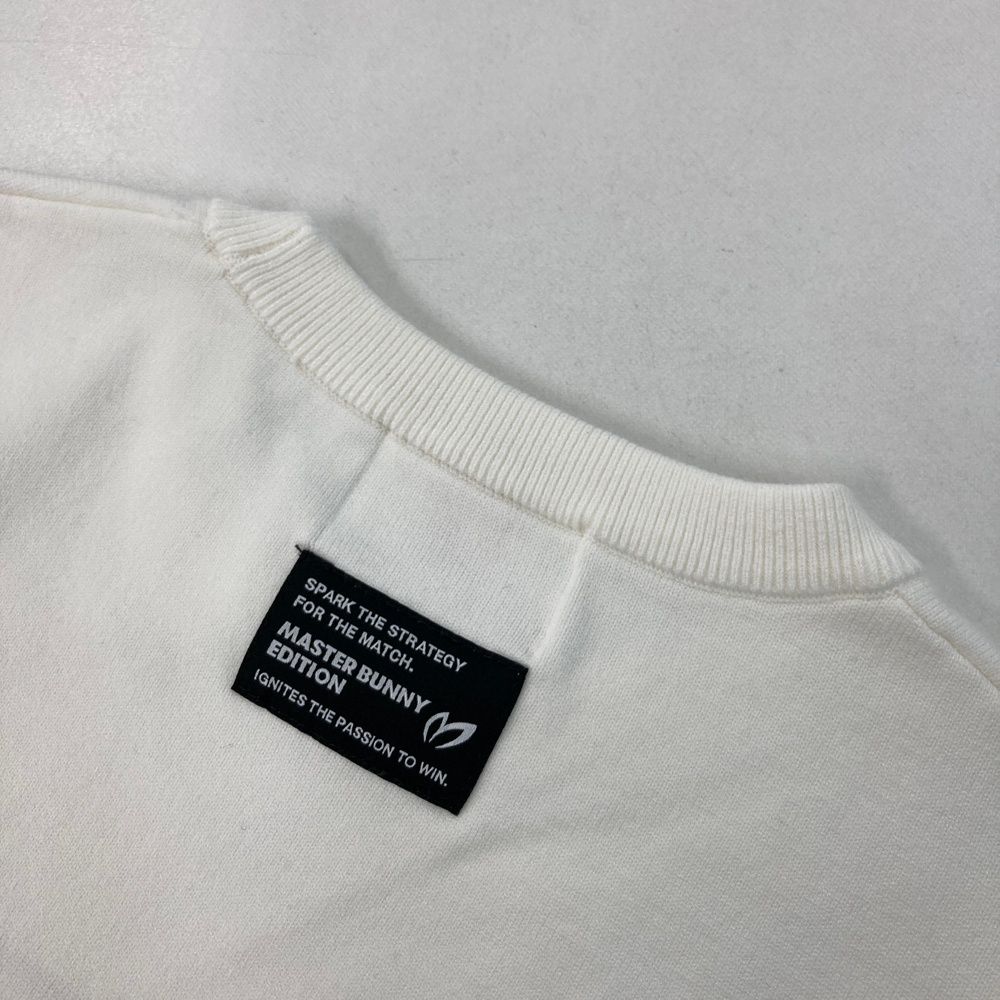 SPARK THE STRATEGY
FOR THE MATCH.
MASTER BUNNY
EDITION
IGNITES THE PASSION TO WIN.